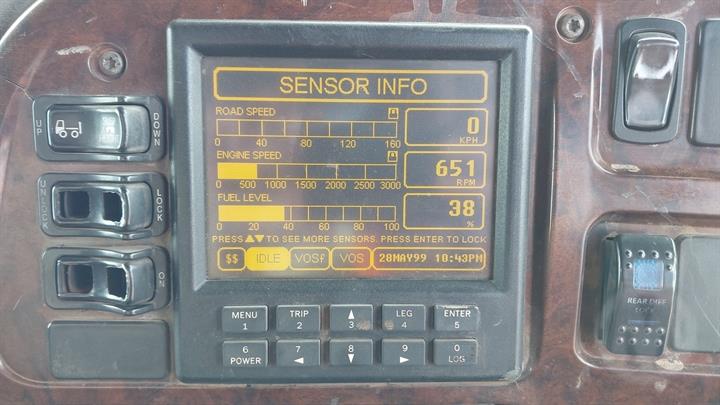 SENSOR INFO
ROAD SPEED
0 40 80 120 160
0
KPH
ENGINE SPEED
0 500 1000 1500 2000 2500 3000
651
RPM
FUEL LEVEL
0 20 40 60 80 100
38
%
PRESS ▲▼ TO SEE MORE SENSORS. PRESS ENTER TO LOCK
$$ IDLE VOSF VOS 28MAY99 10:43PM
MENU
1
TRIP
2
▲
3
LEG
4
ENTER
5
6
POWER
7
◄
8
▼
9
►
0
LOG
UP
DOWN
UNLOCK
LOCK
ON
REAR DIFF
LOCK